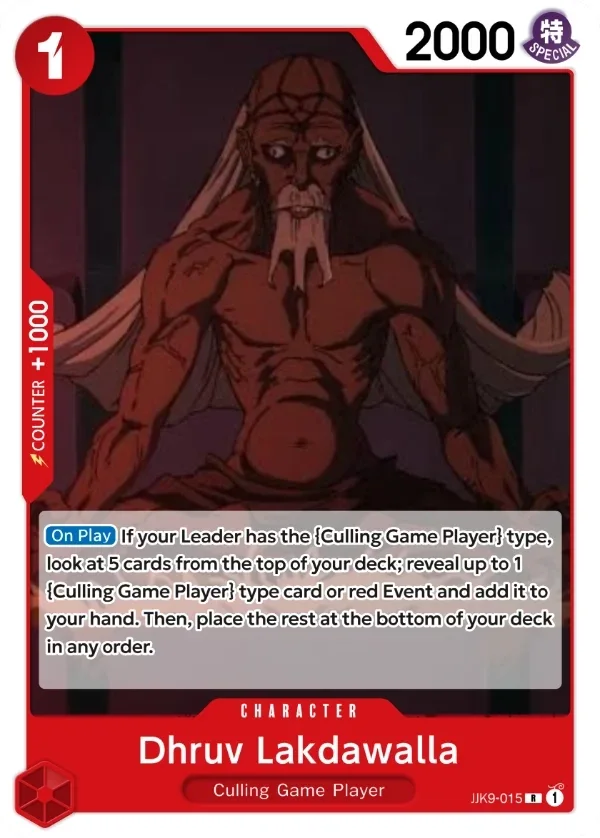 1
2000
特
SPECIAL
COUNTER +1000
On Play If your Leader has the {Culling Game Player} type,
look at 5 cards from the top of your deck; reveal up to 1
{Culling Game Player} type card or red Event and add it to
your hand. Then, place the rest at the bottom of your deck
in any order.
CHARACTER
Dhruv Lakdawalla
Culling Game Player
JJK9-015 R 1